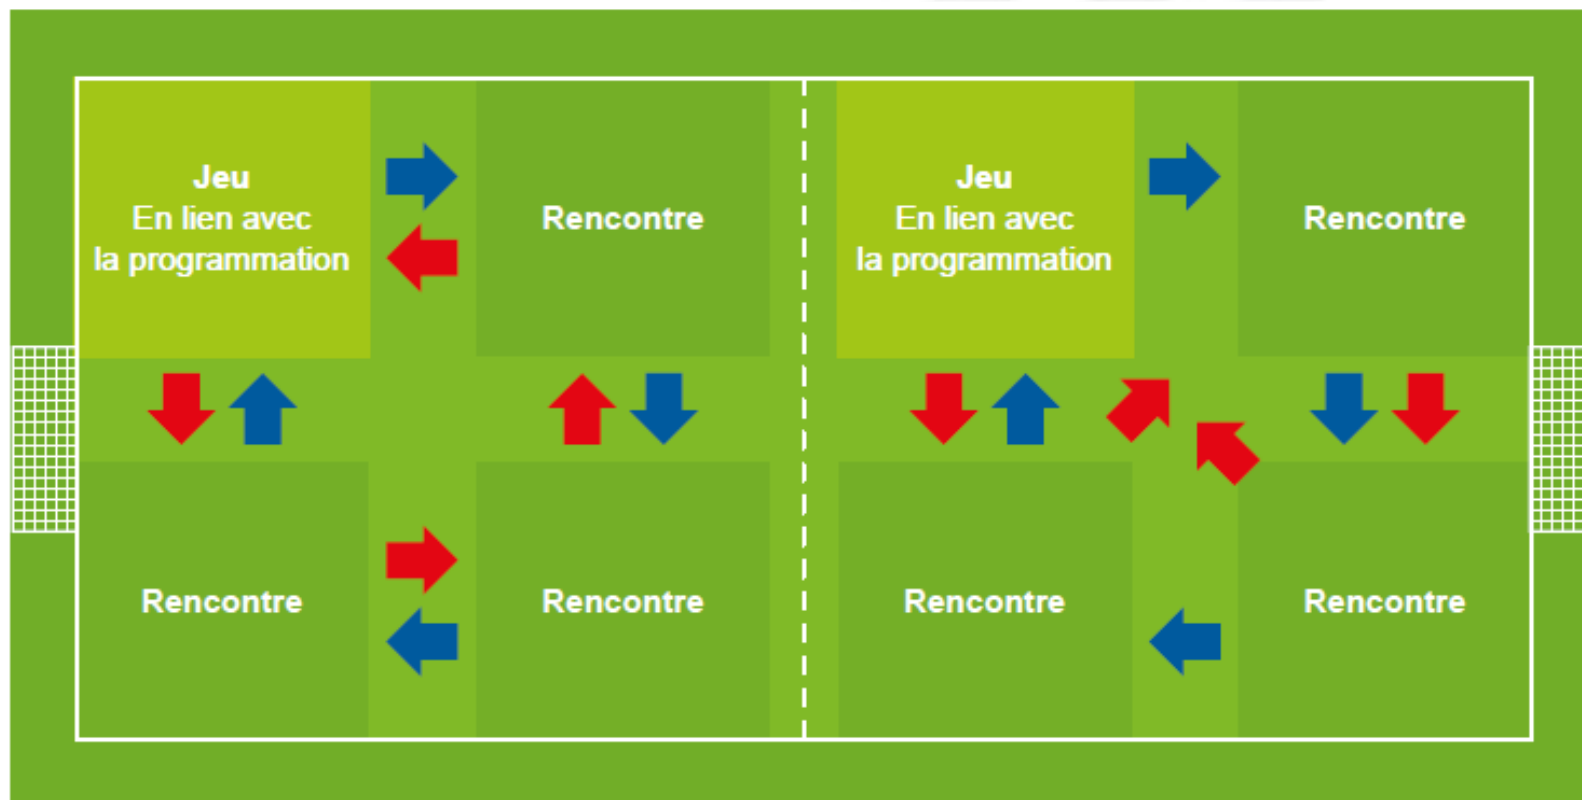 Jeu
En lien avec
la programmation
Rencontre
Jeu
En lien avec
la programmation
Rencontre
Rencontre
Rencontre
Rencontre
Rencontre